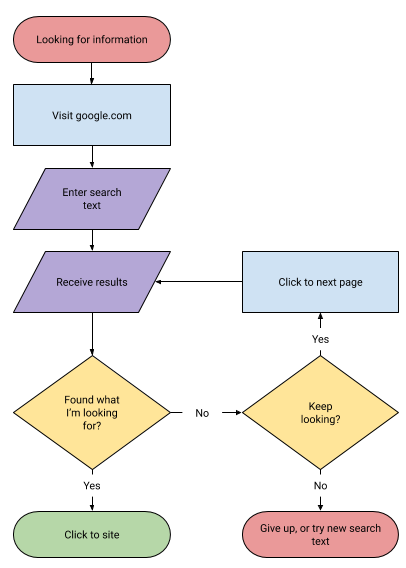 Looking for information
Visit google.com
Enter search
text
Receive results
Click to next page
Yes
Found what
I'm looking
for?
No
Keep
looking?
Yes
No
Click to site
Give up, or try new search
text